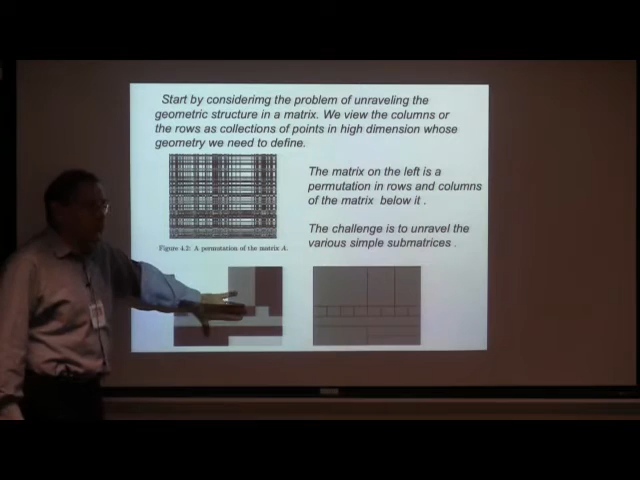 Start by considerimg the problem of unraveling the
geometric structure in a matrix. We view the columns or
the rows as collections of points in high dimension whose
geometry we need to define.
The matrix on the left is a
permutation in rows and columns
of the matrix below it .
The challenge is to unravel the
various simple submatrices .
Figure 4.2: A permutation of the matrix A.